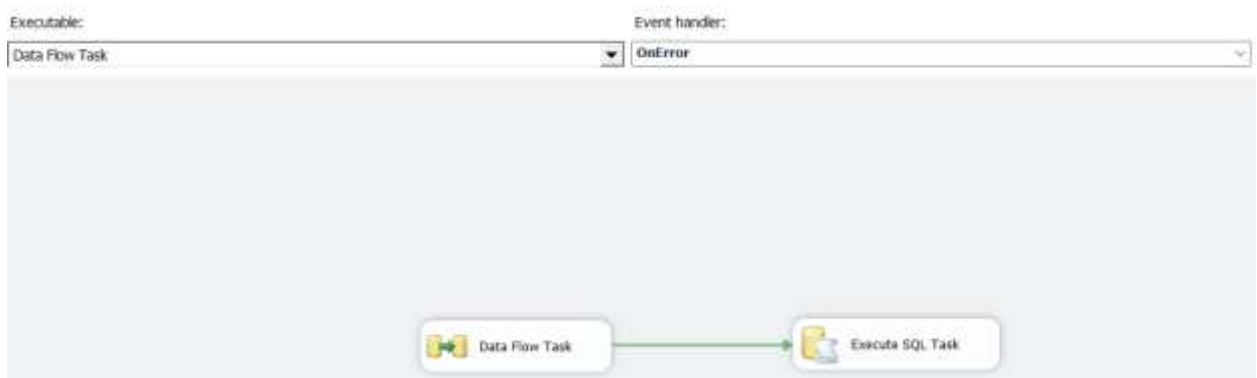 Executable: Event handler:
Data Flow Task OnError
Data Flow Task Execute SQL Task